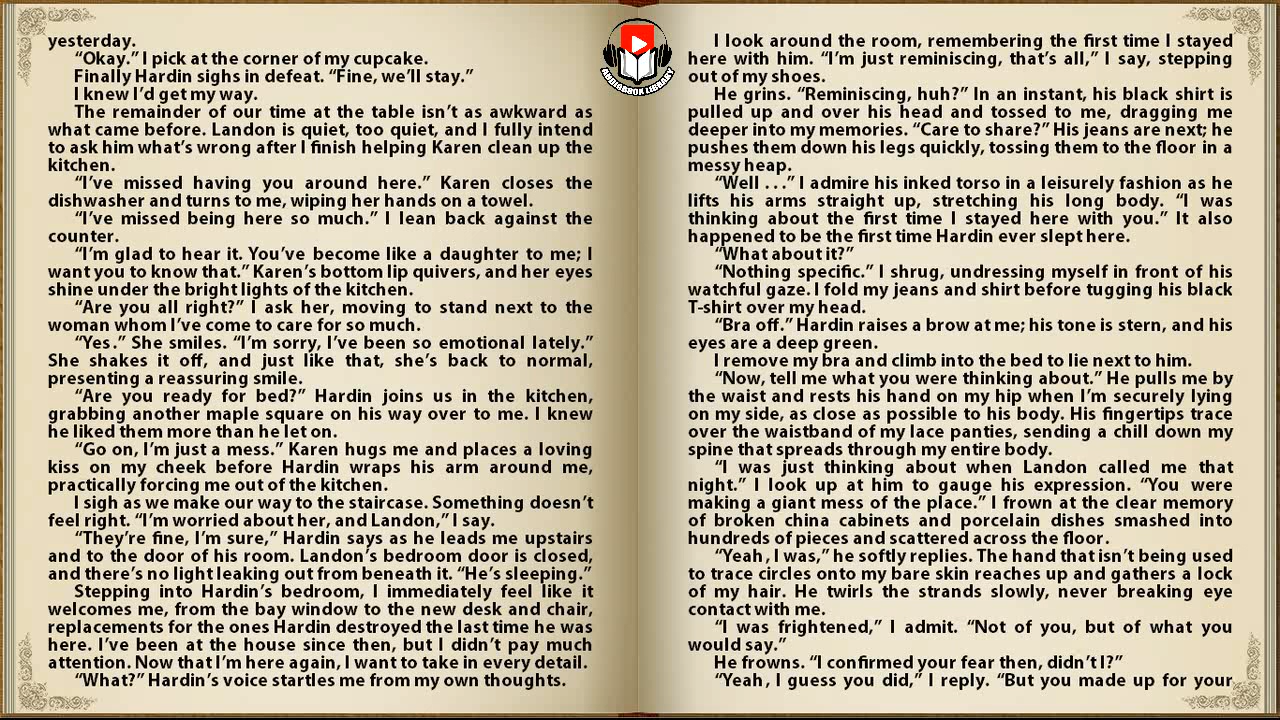 yesterday.
“Okay.” I pick at the corner of my cupcake.
Finally Hardin sighs in defeat. “Fine, we’ll stay.”
I knew I’d get my way.
The remainder of our time at the table isn’t as awkward as
what came before. Landon is quiet, too quiet, and I fully intend
to ask him what’s wrong after I finish helping Karen clean up the
kitchen.
“I’ve missed having you around here.” Karen closes the
dishwasher and turns to me, wiping her hands on a towel.
“I’ve missed being here so much.” I lean back against the
counter.
“I’m glad to hear it. You’ve become like a daughter to me; I
want you to know that.” Karen’s bottom lip quivers, and her eyes
shine under the bright lights of the kitchen.
“Are you all right?” I ask her, moving to stand next to the
woman whom I’ve come to care for so much.
“Yes.” She smiles. “I’m sorry, I’ve been so emotional lately.”
She shakes it off, and just like that, she’s back to normal,
presenting a reassuring smile.
“Are you ready for bed?” Hardin joins us in the kitchen,
grabbing another maple square on his way over to me. I knew
he liked them more than he let on.
“Go on, I’m just a mess.” Karen hugs me and places a loving
kiss on my cheek before Hardin wraps his arm around me,
practically forcing me out of the kitchen.
I sigh as we make our way to the staircase. Something doesn’t
feel right. “I’m worried about her, and Landon,” I say.
“They’re fine, I’m sure,” Hardin says as he leads me upstairs
and to the door of his room. Landon’s bedroom door is closed,
and there’s no light leaking out from beneath it. “He’s sleeping.”
Stepping into Hardin’s bedroom, I immediately feel like it
welcomes me, from the bay window to the new desk and chair,
replacements for the ones Hardin destroyed the last time he was
here. I’ve been at the house since then, but I didn’t pay much
attention. Now that I’m here again, I want to take in every detail.
“What?” Hardin’s voice startles me from my own thoughts.
AUDIOBOOK LIBRARY
I look around the room, remembering the first time I stayed
here with him. “I’m just reminiscing, that’s all,” I say, stepping
out of my shoes.
He grins. “Reminiscing, huh?” In an instant, his black shirt is
pulled up and over his head and tossed to me, dragging me
deeper into my memories. “Care to share?” His jeans are next; he
pushes them down his legs quickly, tossing them to the floor in a
messy heap.
“Well . . .” I admire his inked torso in a leisurely fashion as he
lifts his arms straight up, stretching his long body. “I was
thinking about the first time I stayed here with you.” It also
happened to be the first time Hardin ever slept here.
“What about it?”
“Nothing specific.” I shrug, undressing myself in front of his
watchful gaze. I fold my jeans and shirt before tugging his black
T-shirt over my head.
“Bra off.” Hardin raises a brow at me; his tone is stern, and his
eyes are a deep green.
I remove my bra and climb into the bed to lie next to him.
“Now, tell me what you were thinking about.” He pulls me by
the waist and rests his hand on my hip when I’m securely lying
on my side, as close as possible to his body. His fingertips trace
over the waistband of my lace panties, sending a chill down my
spine that spreads through my entire body.
“I was just thinking about when Landon called me that
night.” I look up at him to gauge his expression. “You were
making a giant mess of the place.” I frown at the clear memory
of broken china cabinets and porcelain dishes smashed into
hundreds of pieces and scattered across the floor.
“Yeah, I was,” he softly replies. The hand that isn’t being used
to trace circles onto my bare skin reaches up and gathers a lock
of my hair. He twirls the strands slowly, never breaking eye
contact with me.
“I was frightened,” I admit. “Not of you, but of what you
would say.”
He frowns. “I confirmed your fear then, didn’t I?”
“Yeah, I guess you did,” I reply. “But you made up for your